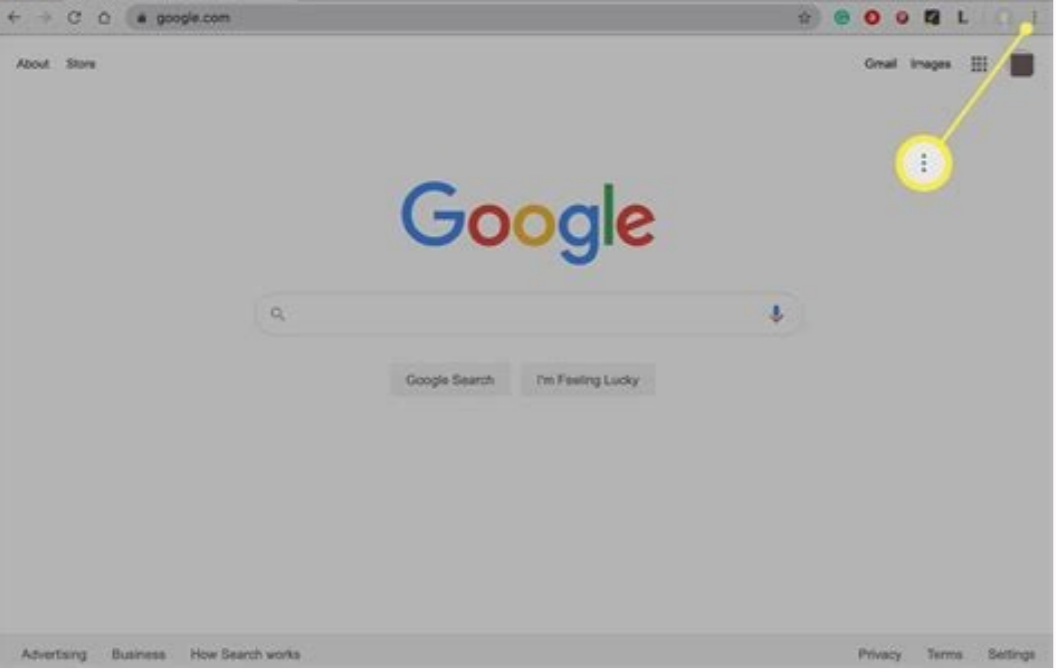 google.com
L
About Store
Gmail Images
Google
Google Search I'm Feeling Lucky
Advertising Business How Search works
Privacy Terms Settings